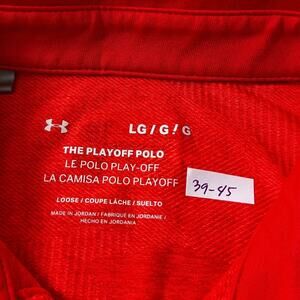 LG / G / G
THE PLAYOFF POLO
LE POLO PLAY-OFF
LA CAMISA POLO PLAYOFF
39-45
LOOSE / COUPE LÂCHE / SUELTO
MADE IN JORDAN / FABRIQUÉ EN JORDANIE /
HECHO EN JORDANIA